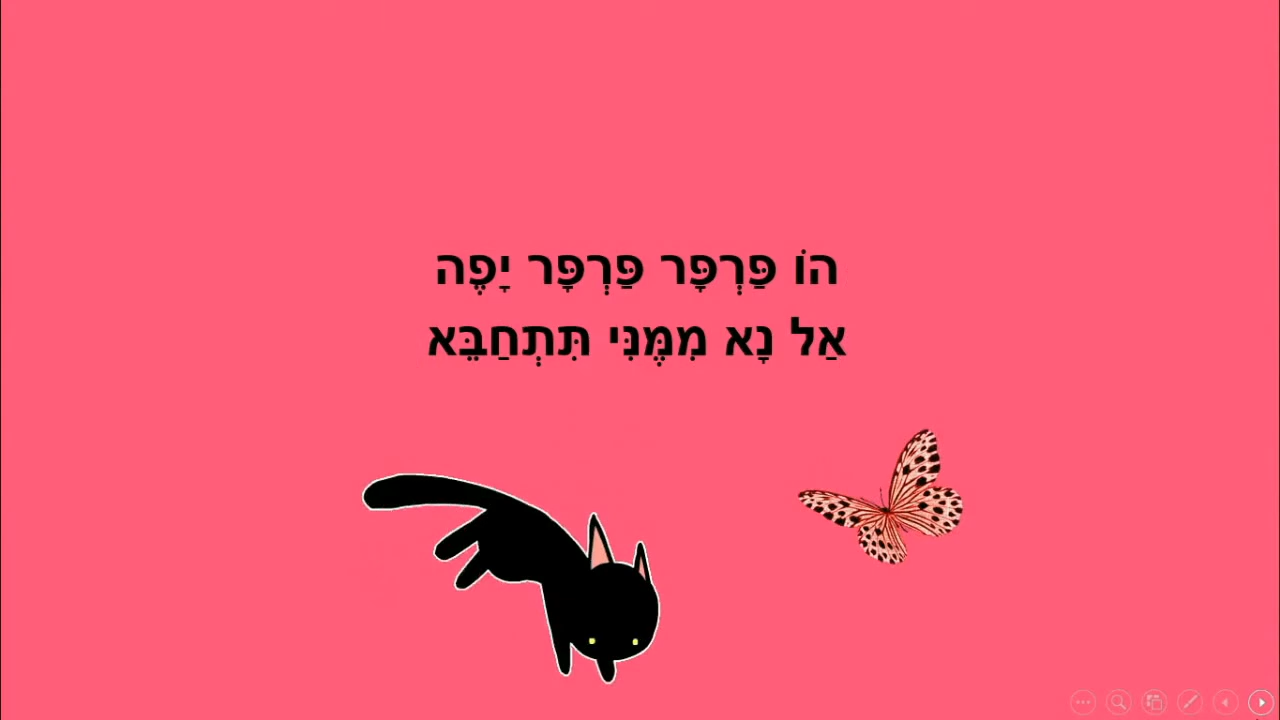 הוֹ פַּרְפָּר פַּרְפָּר יָפֶה
אַל נָא מִמֶּנִּי תִּתְחַבֵּא